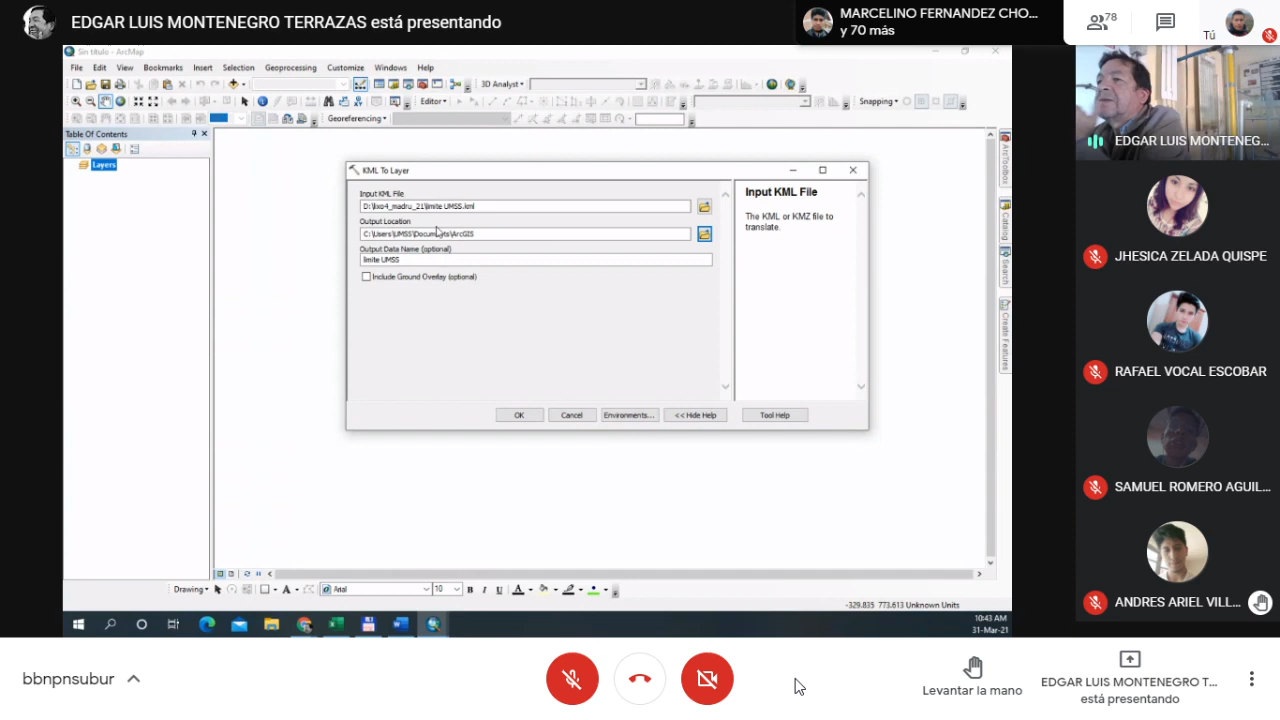 EDGAR LUIS MONTENEGRO TERRAZAS está presentando
MARCELINO FERNANDEZ CHO...
y 70 más
78
Tú
Sin título - ArcMap
File Edit View Bookmarks Insert Selection Geoprocessing Customize Windows Help
3D Analyst
Editor
Snapping
Georeferencing
Table Of Contents
Layers
KML To Layer
Input KML File
Output Location
C:\Users\UMSS\Documents\ArcGIS
Output Data Name (optional)
limite UMSS
Include Ground Overlay (optional)
OK Cancel Environments... << Hide Help Tool Help
Input KML File
The KML or KMZ file to
translate.
ArcToolbox
Catalog
Search
Create Features
Drawing
Arial
10
B I U A
-329.835 773.613 Unknown Units
10:43 AM
31-Mar-21
EDGAR LUIS MONTENEG...
JHESICA ZELADA QUISPE
RAFAEL VOCAL ESCOBAR
SAMUEL ROMERO AGUIL...
ANDRES ARIEL VILL...
bbnpnsubur
Levantar la mano
EDGAR LUIS MONTENEGRO T...
está presentando